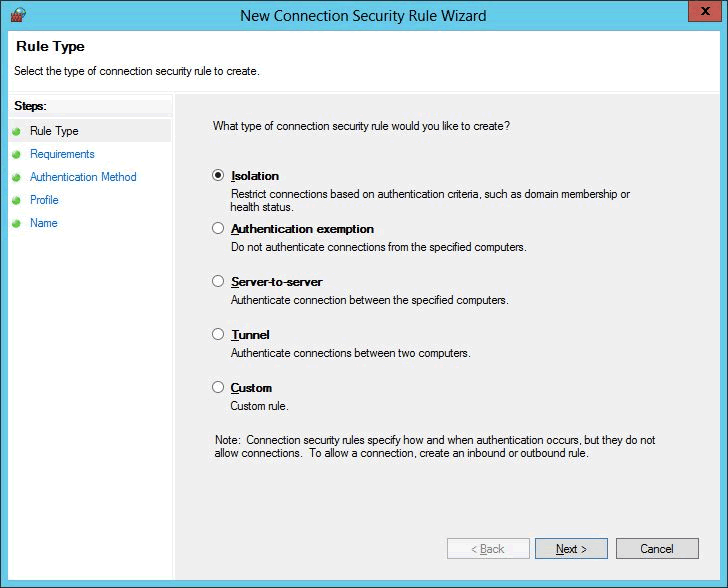 New Connection Security Rule Wizard
X
Rule Type
Select the type of connection security rule to create.
Steps:
Rule Type
Requirements
Authentication Method
Profile
Name
What type of connection security rule would you like to create?
Isolation
Restrict connections based on authentication criteria, such as domain membership or
health status.
Authentication exemption
Do not authenticate connections from the specified computers.
Server-to-server
Authenticate connection between the specified computers.
Tunnel
Authenticate connections between two computers.
Custom
Custom rule.
Note: Connection security rules specify how and when authentication occurs, but they do not
allow connections. To allow a connection, create an inbound or outbound rule.
< Back
Next >
Cancel